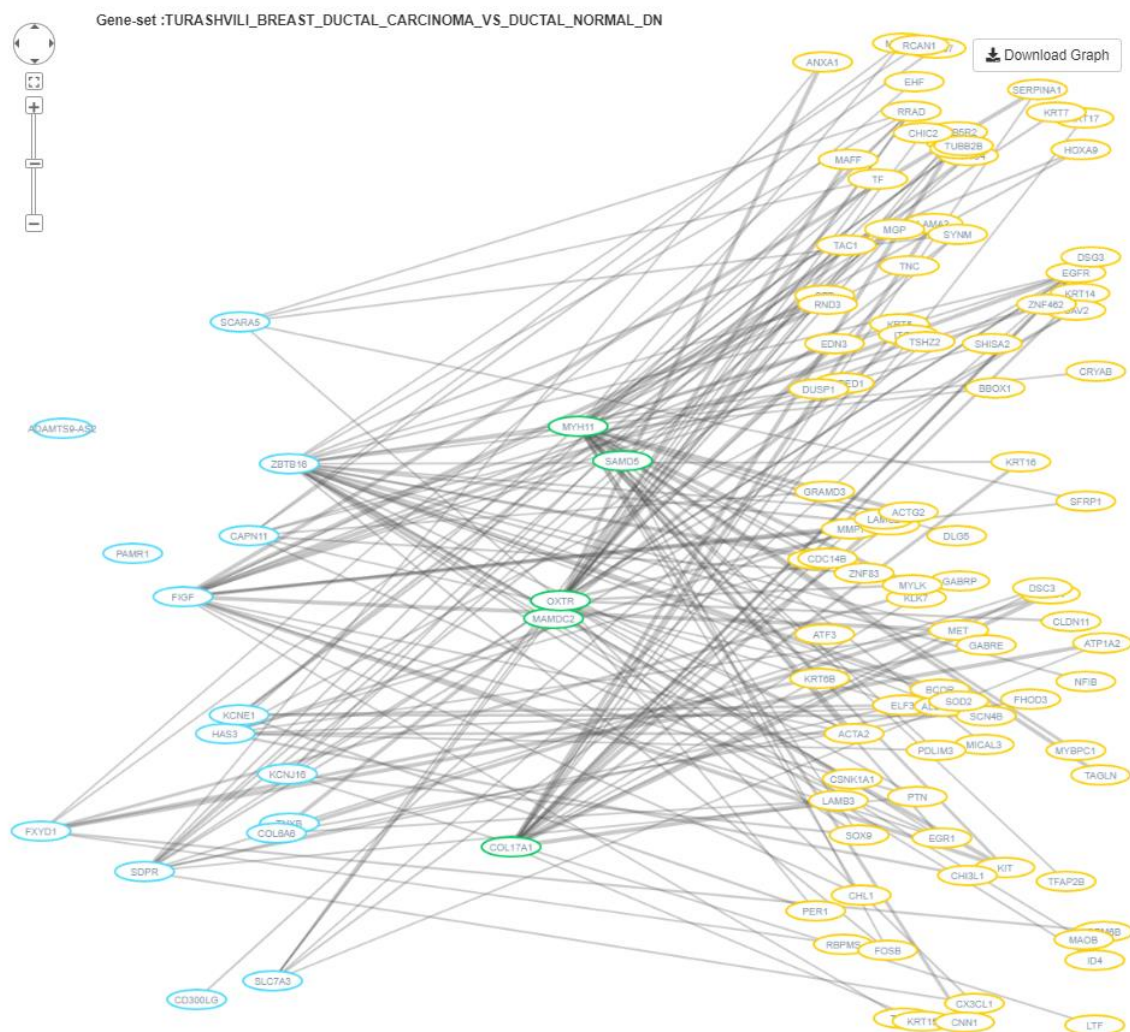 Gene-set :TURASHVILI_BREAST_DUCTAL_CARCINOMA_VS_DUCTAL_NORMAL_DN
Download Graph
RCAN1
ANXA1
EHF
SERPINA1
RRAD
KRT7
CHIC2
TUBB2B
HOXA9
MAFF
TF
MGP
SYNM
TAC1
TNC
DSG3
EGFR
KRT14
RND3
ZNF462
SCARA5
EDN3
TSHZ2
SHISA2
CRYAB
DUSP1
BBOX1
MYH11
ADAMTS9-AS2
SAMD5
ZBTB16
KRT16
GRAMD3
SFRP1
ACTG2
CAPN11
DLG5
PAMR1
CDC14B
ZNF83
MYLK
GABRP
FIGF
OXTR
KLK7
DSC3
MAMDC2
CLDN11
ATF3
MET
GABRE
ATP1A2
KRT6B
NFIB
BCOR
ELF3
SOD2
FHOD3
KCNE1
SCN4B
HAS3
ACTA2
PDLIM3
MICAL3
MYBPC1
KCNJ16
CSNK1A1
TAGLN
LAMB3
PTN
FXYD1
COL6A6
SOX9
EGR1
COL17A1
SDPR
CHI3L1
KIT
TFAP2B
CHL1
PER1
MAOB
RBPMS
FOSB
ID4
SLC7A3
CD300LG
CX3CL1
KRT15
CNN1
LTF